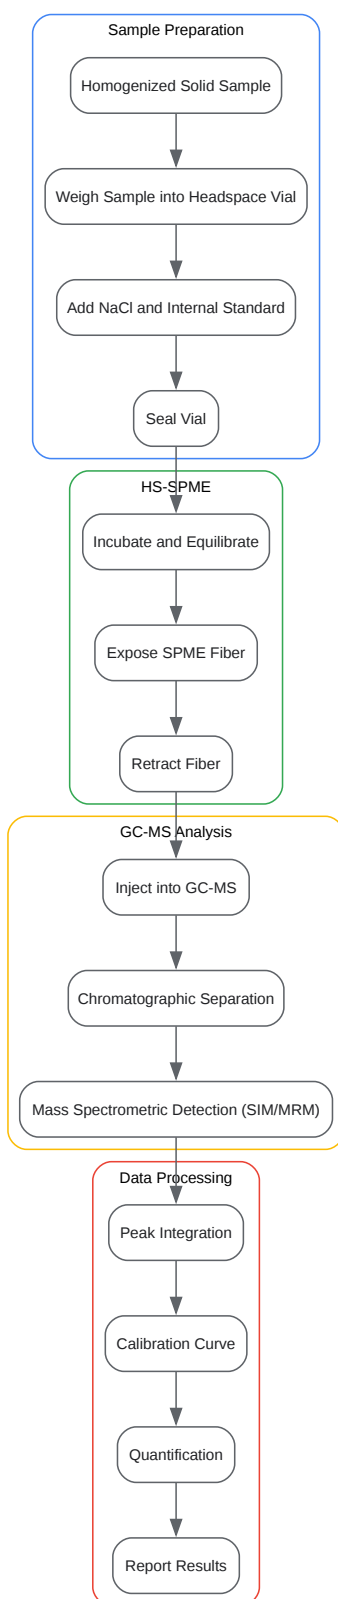 Sample Preparation
Homogenized Solid Sample
Weigh Sample into Headspace Vial
Add NaCl and Internal Standard
Seal Vial
HS-SPME
Incubate and Equilibrate
Expose SPME Fiber
Retract Fiber
GC-MS Analysis
Inject into GC-MS
Chromatographic Separation
Mass Spectrometric Detection (SIM/MRM)
Data Processing
Peak Integration
Calibration Curve
Quantification
Report Results